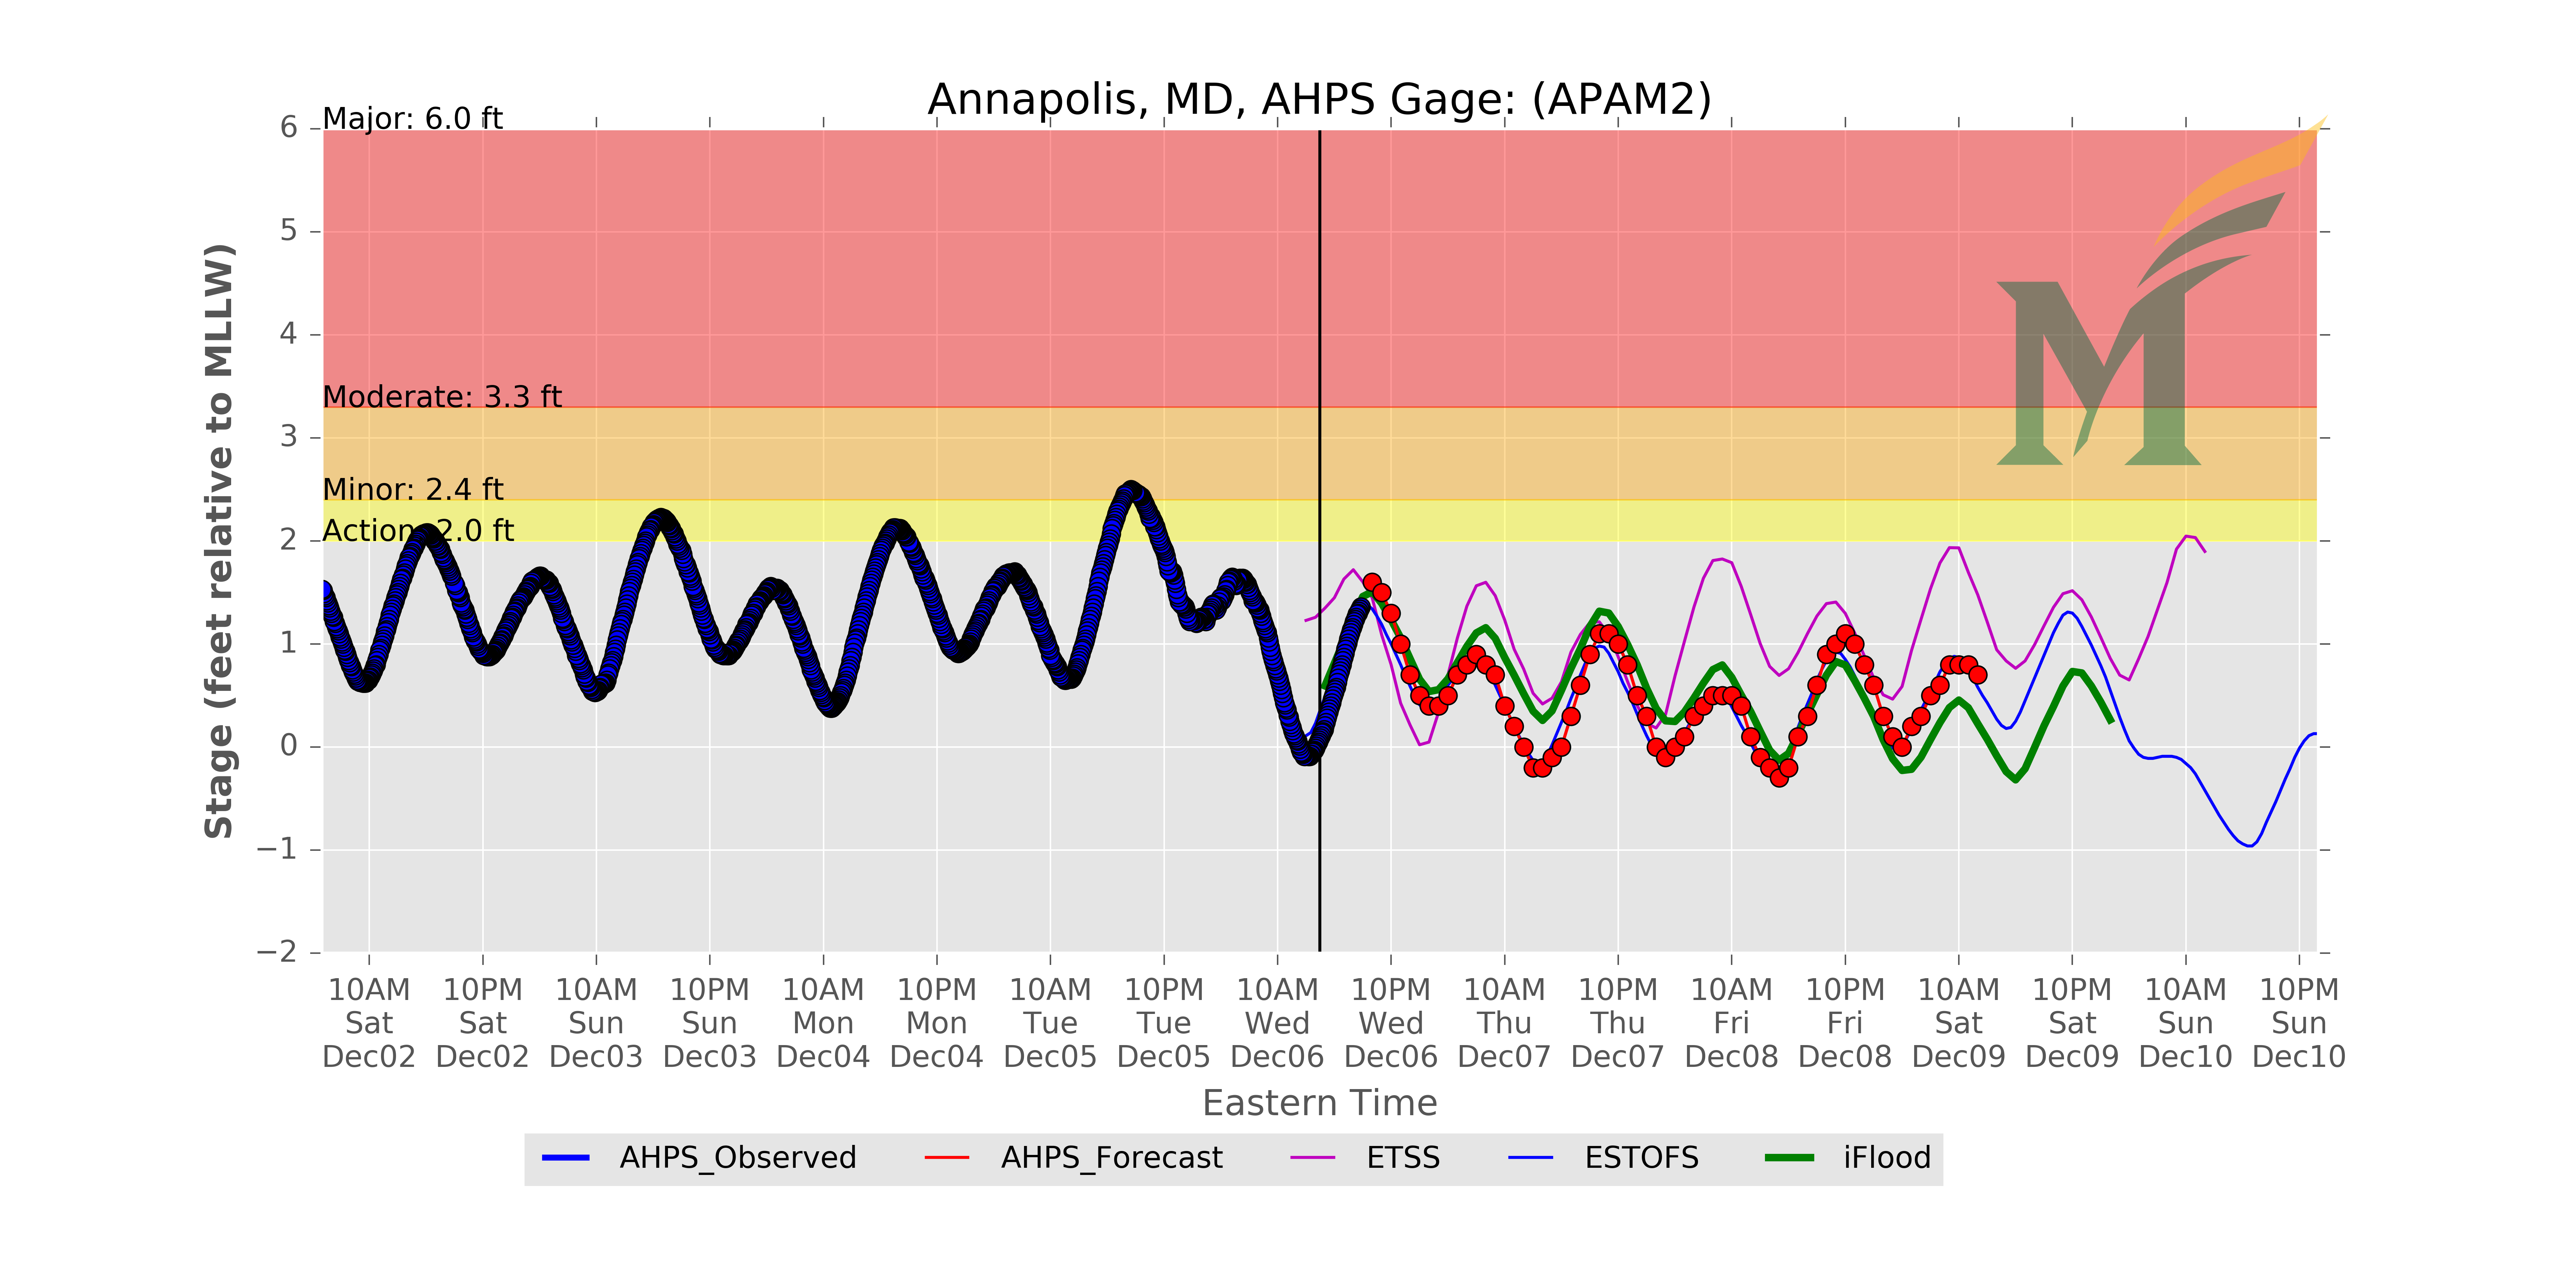 Annapolis, MD, AHPS Gage: (APAM2)
Major: 6.0 ft
Moderate: 3.3 ft
Minor: 2.4 ft
Action: 2.0 ft
Stage (feet relative to MLLW)
6
5
4
3
2
1
0
−1
−2
10AM 10PM 10AM 10PM 10AM 10PM 10AM 10PM 10AM 10PM 10AM 10PM 10AM 10PM 10AM 10PM 10AM 10PM
Sat Sat Sun Sun Mon Mon Tue Tue Wed Wed Thu Thu Fri Fri Sat Sat Sun Sun
Dec02 Dec02 Dec03 Dec03 Dec04 Dec04 Dec05 Dec05 Dec06 Dec06 Dec07 Dec07 Dec08 Dec08 Dec09 Dec09 Dec10 Dec10
Eastern Time
AHPS_Observed AHPS_Forecast ETSS ESTOFS iFlood